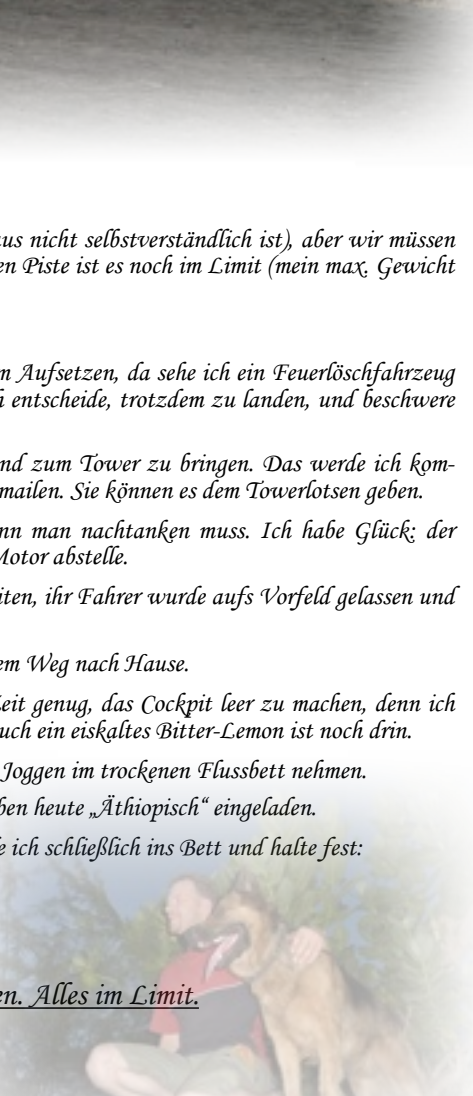 us nicht selbstverständlich ist), aber wir müssen
en Piste ist es noch im Limit (mein max. Gewicht
m Aufsetzen, da sehe ich ein Feuerlöschfahrzeug
entscheide, trotzdem zu landen, und beschwere
nd zum Tower zu bringen. Das werde ich kom-
mailen. Sie können es dem Towerlotsen geben.
nn man nachtanken muss. Ich habe Glück: der
Motor abstelle.
iten, ihr Fahrer wurde aufs Vorfeld gelassen und
em Weg nach Hause.
Zeit genug, das Cockpit leer zu machen, denn ich
uch ein eiskaltes Bitter-Lemon ist noch drin.
Joggen im trockenen Flussbett nehmen.
ben heute „Äthiopisch“ eingeladen.
e ich schließlich ins Bett und halte fest:
en. Alles im Limit.